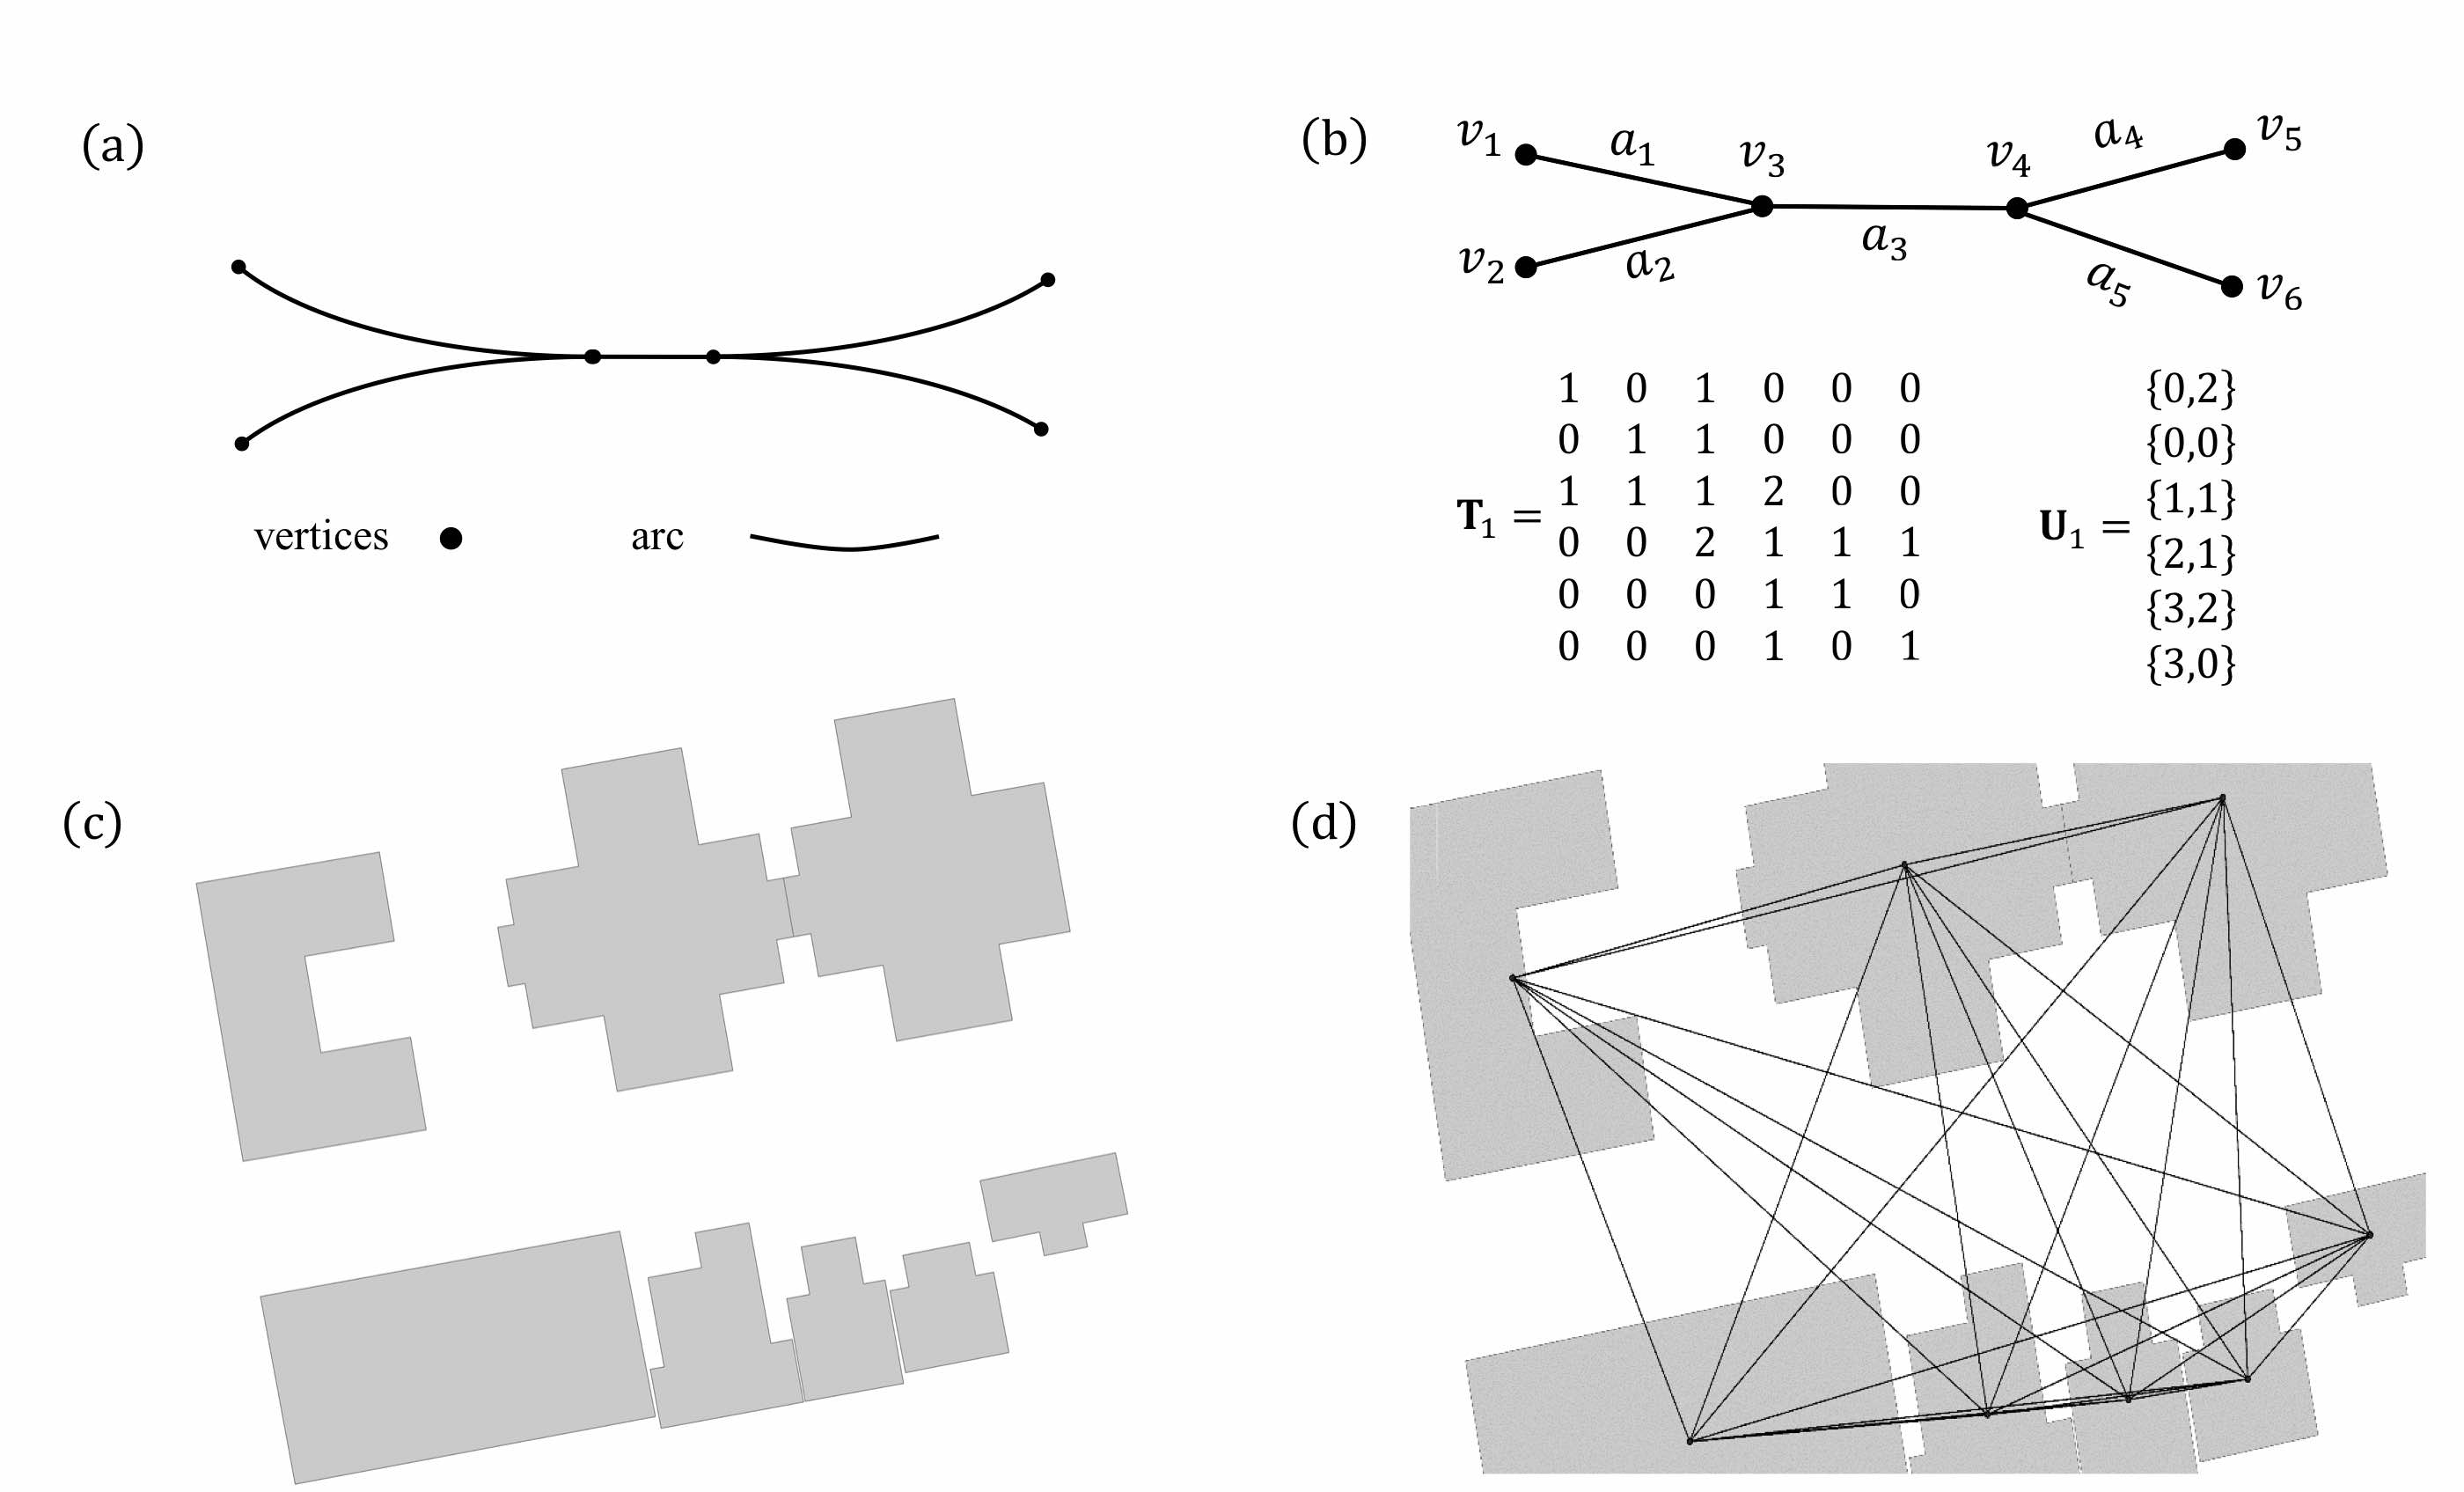 (a)
vertices
arc
(b)
v₁ a₁ v₃ v₄ a₄ v₅
v₂ a₂ a₃ a₅ v₆
1 0 1 0 0 0
0 1 1 0 0 0
1 1 1 2 0 0
T₁ =
0 0 2 1 1 1
0 0 0 1 1 0
0 0 0 1 0 1
{0,2}
{0,0}
{1,1}
U₁ =
{2,1}
{3,2}
{3,0}
(c)
(d)